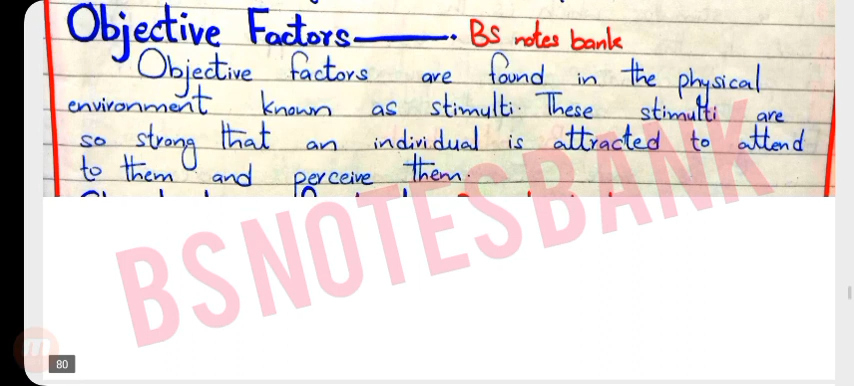 Objective Factors BS notes bank
Objective factors are found in the physical
environment known as stimulti. These stimulti are
so strong that an individual is attracted to attend
to them and perceive them.
BSNOTESBANK
80